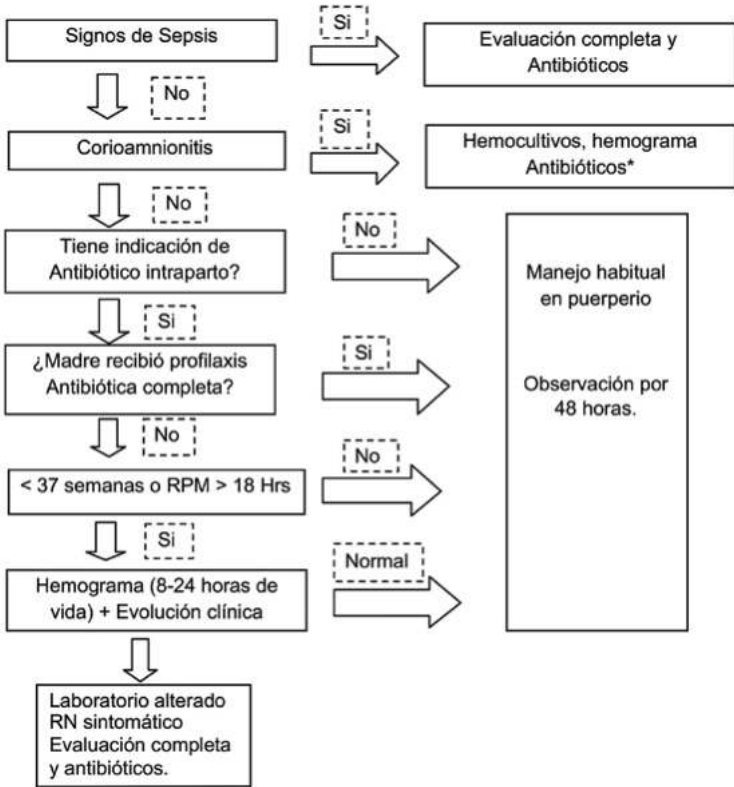 Signos de Sepsis
Si
Evaluación completa y
Antibióticos
No
Corioamnionitis
Si
Hemocultivos, hemograma
Antibióticos*
No
Tiene indicación de
Antibiótico intraparto?
No
Manejo habitual
en puerperio
Observación por
48 horas.
Si
¿Madre recibió profilaxis
Antibiótica completa?
Si
No
< 37 semanas o RPM > 18 Hrs
No
Si
Hemograma (8-24 horas de
vida) + Evolución clínica
Normal
Laboratorio alterado
RN sintomático
Evaluación completa
y antibióticos.